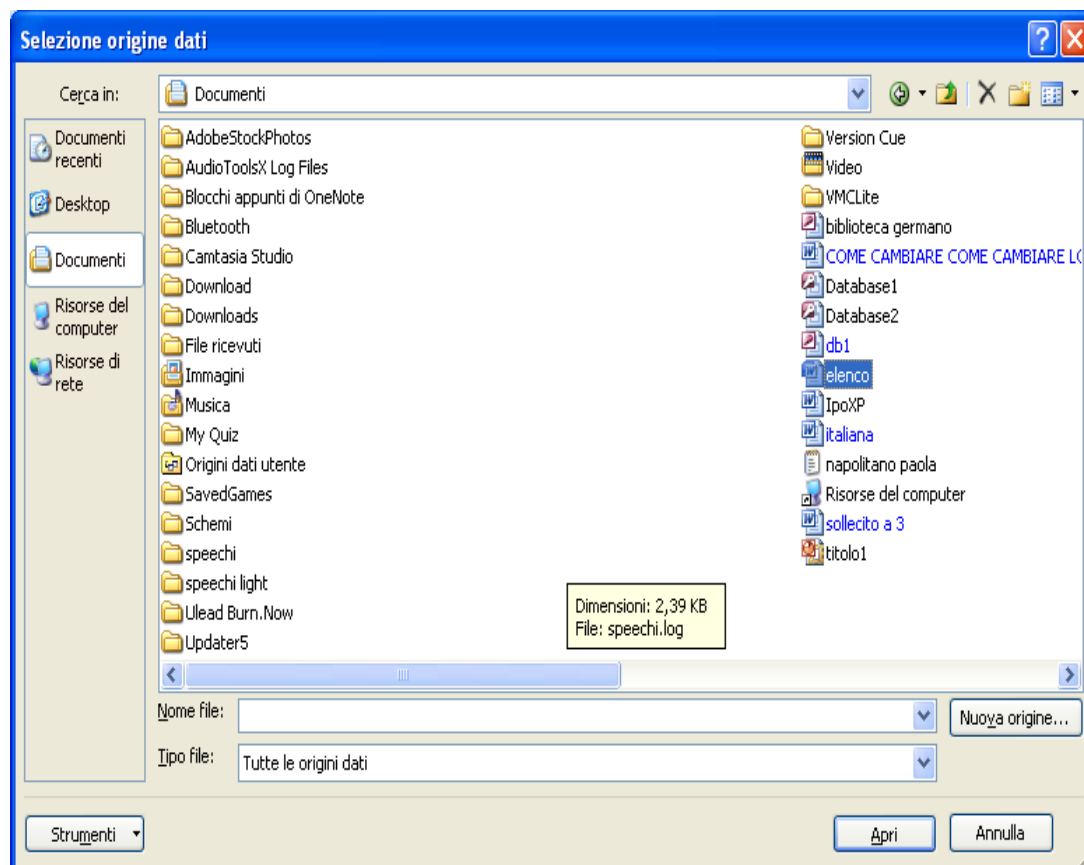 Selezione origine dati
Cerca in:
Documenti
Documenti
recenti
Desktop
Documenti
Risorse del
computer
Risorse di
rete
AdobeStockPhotos
AudioToolsX Log Files
Blocchi appunti di OneNote
Bluetooth
Camtasia Studio
Download
Downloads
File ricevuti
Immagini
Musica
My Quiz
Origini dati utente
SavedGames
Schemi
speechi
speechi light
Ulead Burn.Now
Updater5
Version Cue
Video
VMCLite
biblioteca germano
COME CAMBIARE COME CAMBIARE LO
Database1
Database2
db1
elenco
IpoXP
italiana
napolitano paola
Risorse del computer
sollecito a 3
titolo1
Dimensioni: 2,39 KB
File: speechi.log
Nome file:
Nuova origine...
Tipo file:
Tutte le origini dati
Strumenti
Apri
Annulla